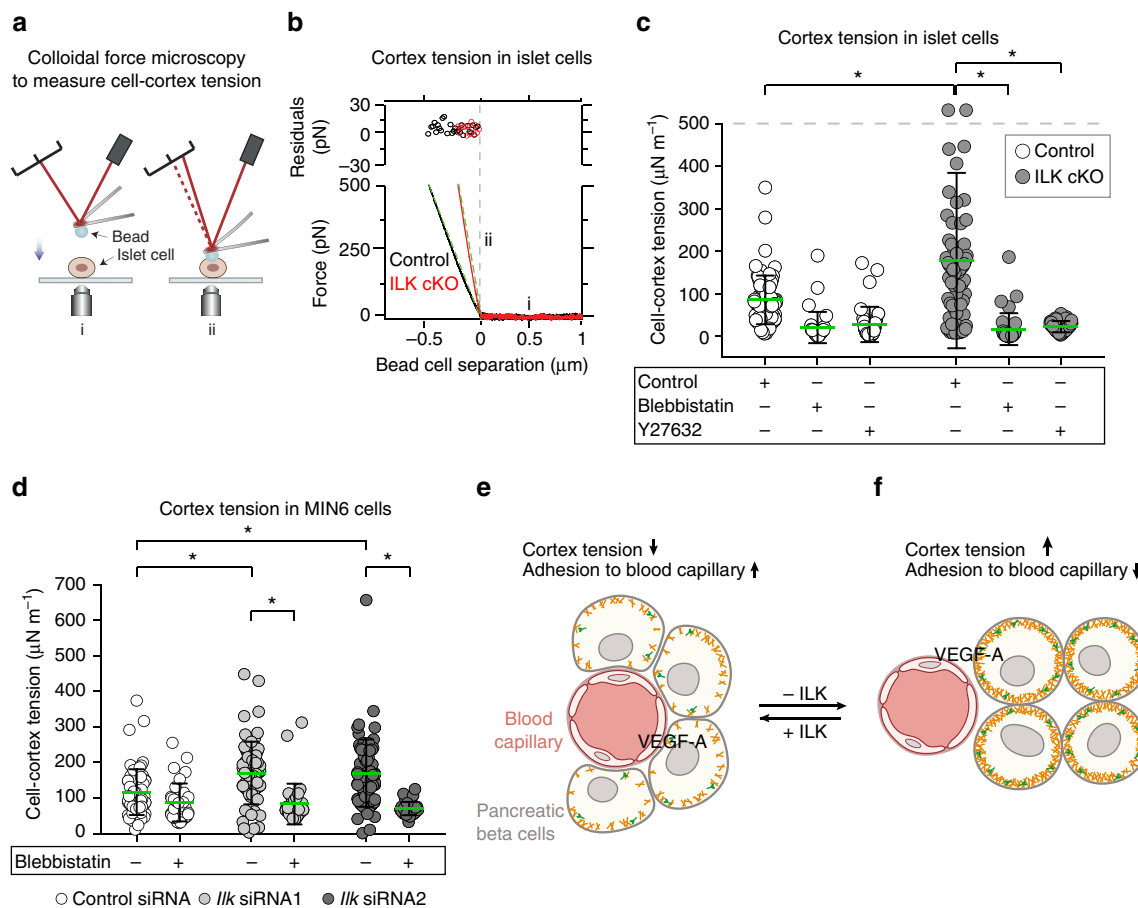 a
Colloidal force microscopy
to measure cell-cortex tension
Bead
Islet cell
i
ii
b
Cortex tension in islet cells
Residuals
(pN)
30
0
–30
Force (pN)
500
250
0
Control
ILK cKO
ii
i
–0.5
0
0.5
1
Bead cell separation (μm)
c
Cortex tension in islet cells
*
*
*
Cell-cortex tension (μN m⁻¹)
500
400
300
200
100
0
Control
ILK cKO
Control + – – + – –
Blebbistatin – + – – + –
Y27632 – – + – – +
d
Cortex tension in MIN6 cells
*
*
*
*
Cell-cortex tension (μN m⁻¹)
700
600
500
400
300
200
100
0
Blebbistatin – + – + – +
Control siRNA Ilk siRNA1 Ilk siRNA2
e
Cortex tension
Adhesion to blood capillary
Blood
capillary
VEGF-A
Pancreatic
beta cells
– ILK
+ ILK
f
Cortex tension
Adhesion to blood capillary
VEGF-A